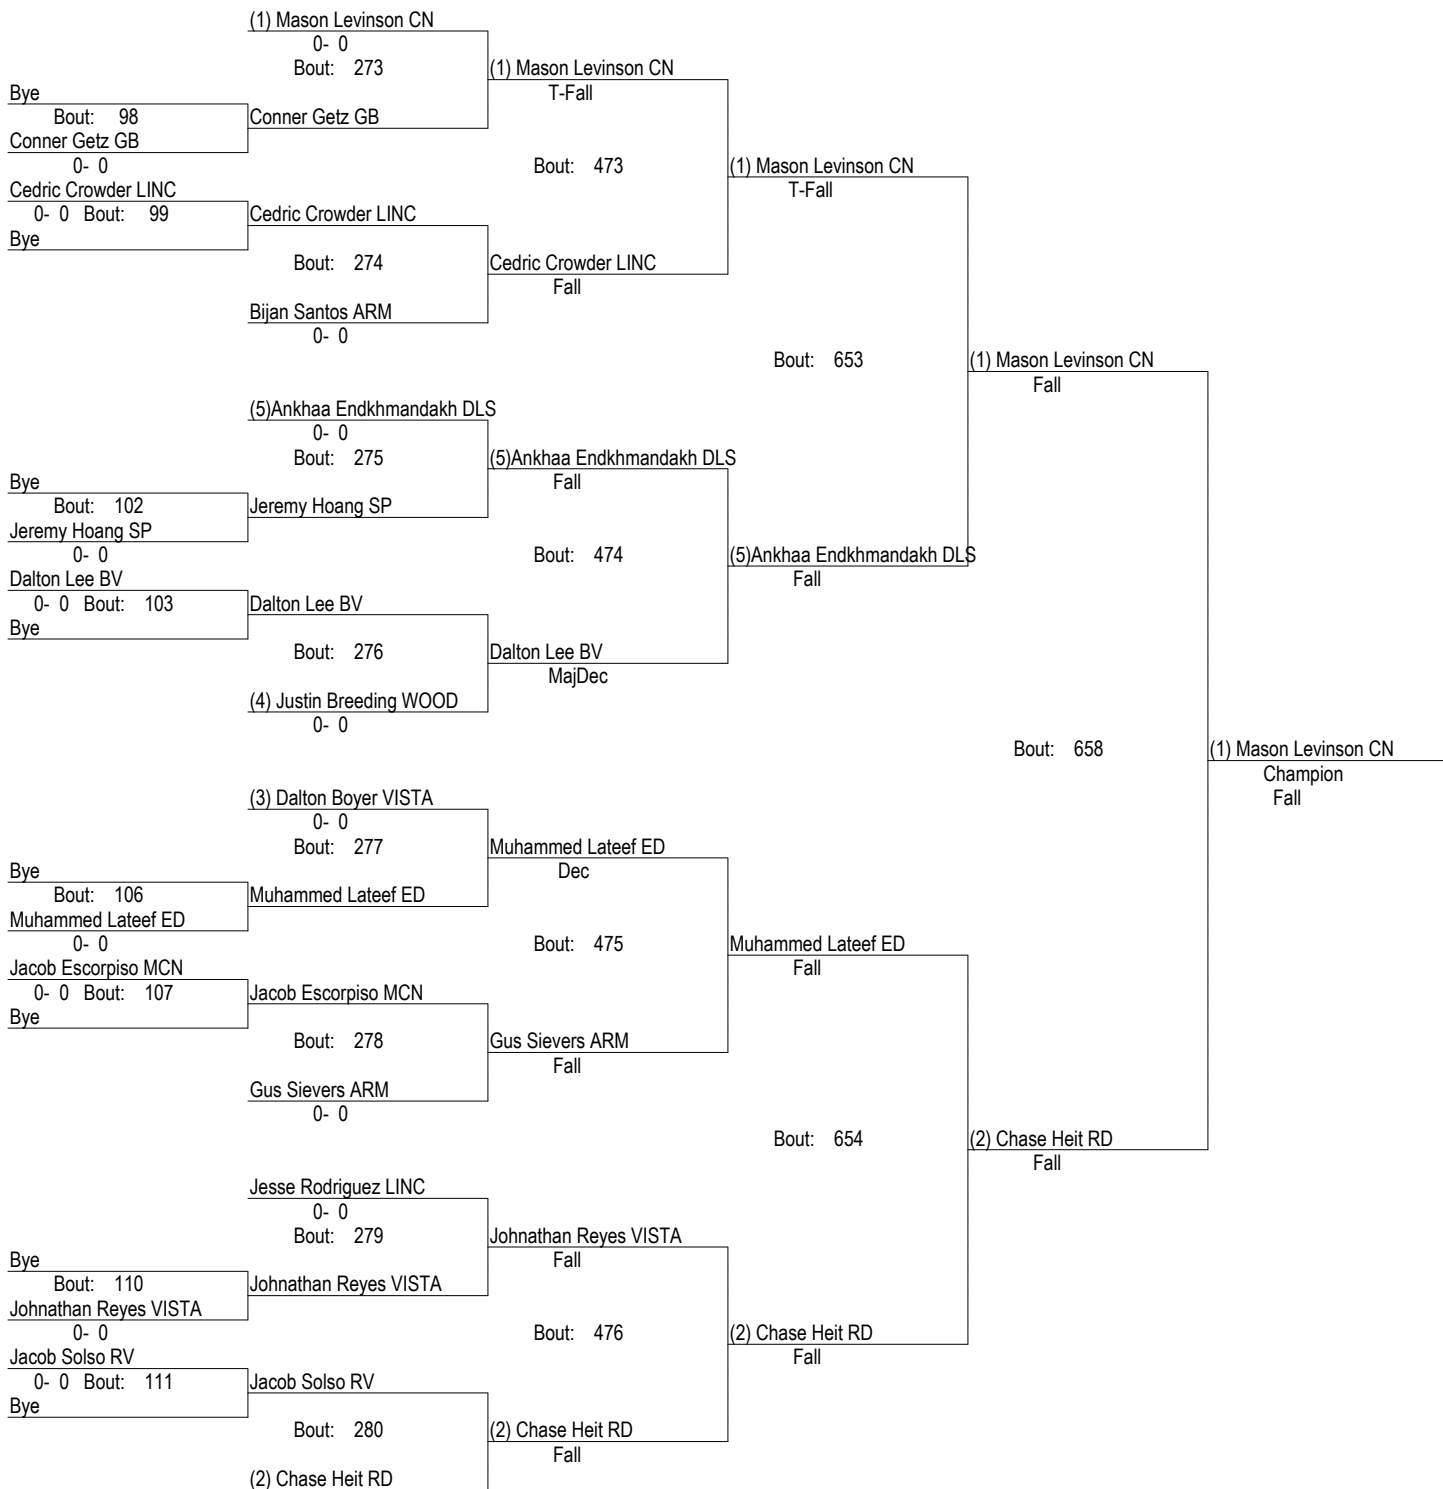 (1) Mason Levinson CN
0- 0
Bout: 273
(1) Mason Levinson CN
T-Fall
Bye
Bout: 98
Conner Getz GB
Conner Getz GB
0- 0
Bout: 473
(1) Mason Levinson CN
T-Fall
Cedric Crowder LINC
0- 0 Bout: 99
Cedric Crowder LINC
Bye
Bout: 274
Cedric Crowder LINC
Fall
Bijan Santos ARM
0- 0
Bout: 653
(1) Mason Levinson CN
Fall
(5)Ankhaa Endkhmandakh DLS
0- 0
Bout: 275
(5)Ankhaa Endkhmandakh DLS
Fall
Bye
Bout: 102
Jeremy Hoang SP
Jeremy Hoang SP
0- 0
Bout: 474
(5)Ankhaa Endkhmandakh DLS
Fall
Dalton Lee BV
0- 0 Bout: 103
Dalton Lee BV
Bye
Bout: 276
Dalton Lee BV
MajDec
(4) Justin Breeding WOOD
0- 0
Bout: 658
(1) Mason Levinson CN
Champion
Fall
(3) Dalton Boyer VISTA
0- 0
Bout: 277
Muhammed Lateef ED
Dec
Bye
Bout: 106
Muhammed Lateef ED
Muhammed Lateef ED
0- 0
Bout: 475
Muhammed Lateef ED
Fall
Jacob Escorpiso MCN
0- 0 Bout: 107
Jacob Escorpiso MCN
Bye
Bout: 278
Gus Sievers ARM
Fall
Gus Sievers ARM
0- 0
Bout: 654
(2) Chase Heit RD
Fall
Jesse Rodriguez LINC
0- 0
Bout: 279
Johnathan Reyes VISTA
Fall
Bye
Bout: 110
Johnathan Reyes VISTA
Johnathan Reyes VISTA
0- 0
Bout: 476
(2) Chase Heit RD
Fall
Jacob Solso RV
0- 0 Bout: 111
Jacob Solso RV
Bye
Bout: 280
(2) Chase Heit RD
Fall
(2) Chase Heit RD